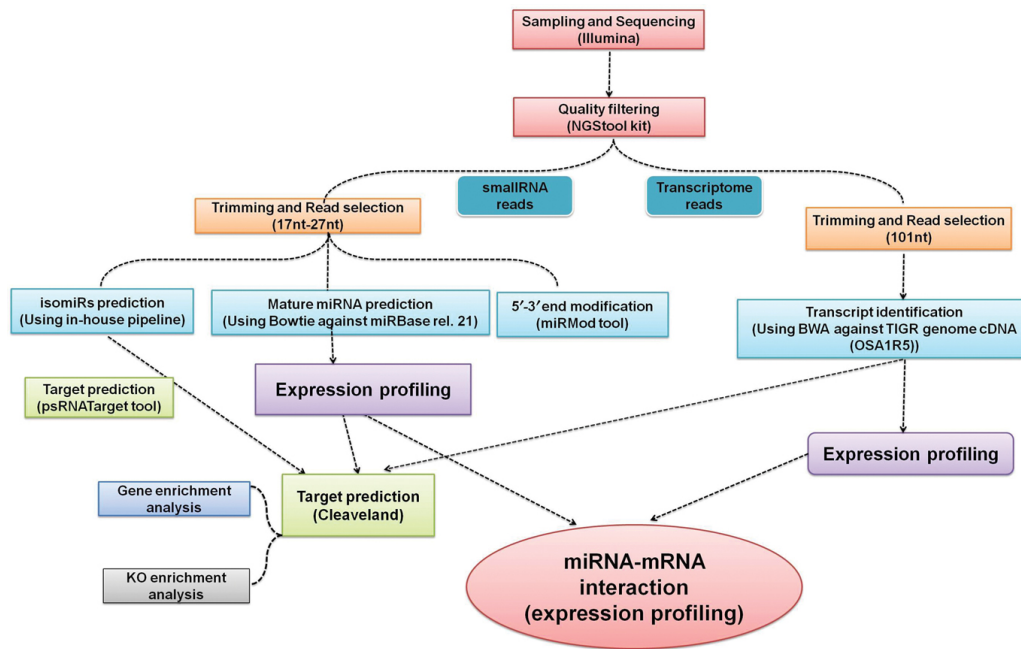 Sampling and Sequencing
(Illumina)
Quality filtering
(NGStool kit)
smallRNA
reads
Transcriptome
reads
Trimming and Read selection
(17nt-27nt)
Trimming and Read selection
(101nt)
isomiRs prediction
(Using in-house pipeline)
Mature miRNA prediction
(Using Bowtie against miRBase rel. 21)
5′-3′end modification
(miRMod tool)
Transcript identification
(Using BWA against TIGR genome cDNA
(OSA1R5))
Target prediction
(psRNATarget tool)
Expression profiling
Expression profiling
Gene enrichment
analysis
Target prediction
(Cleaveland)
KO enrichment
analysis
miRNA-mRNA
interaction
(expression profiling)